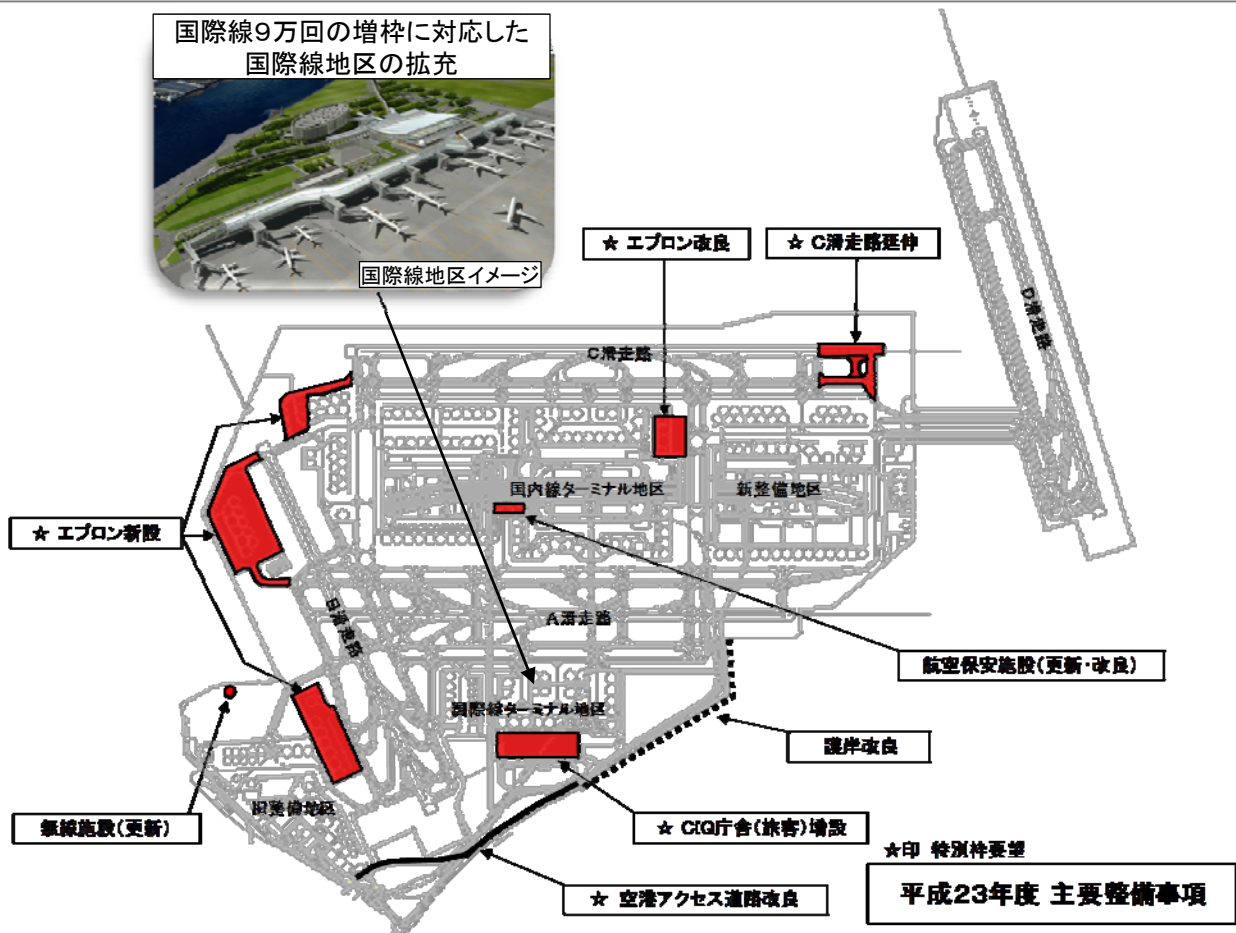 国際線9万回の増枠に対応した
国際線地区の拡充
国際線地区イメージ
☆ エプロン改良
☆ C滑走路延伸
D滑走路
C滑走路
国内線ターミナル地区
新整備地区
☆ エプロン新設
B滑走路
A滑走路
航空保安施設(更新・改良)
国際線ターミナル地区
護岸改良
旧整備地区
無線施設(更新)
☆ CIQ庁舎(旅客)増設
☆印 特別枠要望
☆ 空港アクセス道路改良
平成23年度 主要整備事項